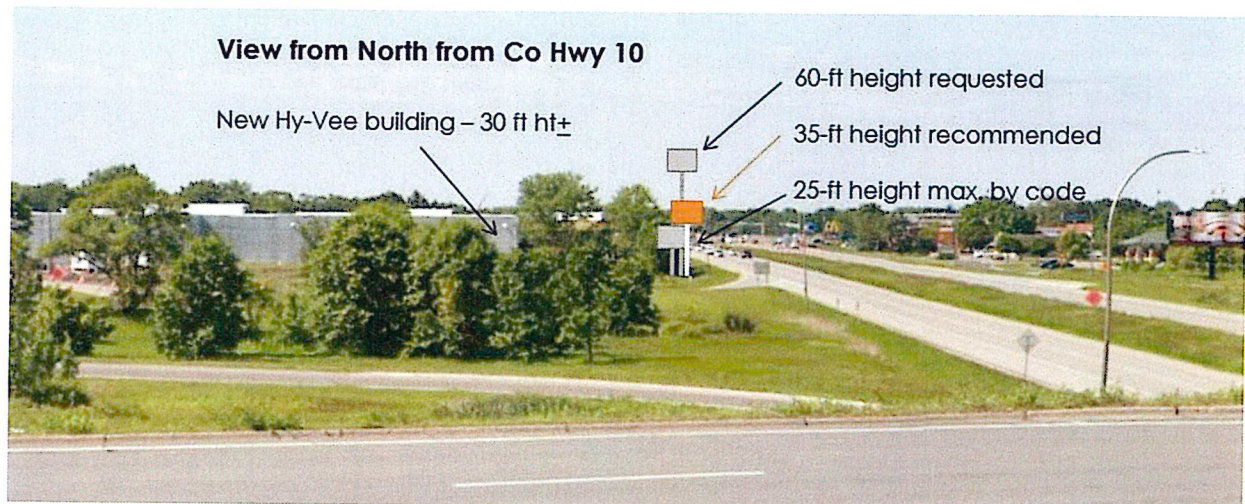 View from North from Co Hwy 10
60-ft height requested
New Hy-Vee building – 30 ft ht±
35-ft height recommended
25-ft height max. by code